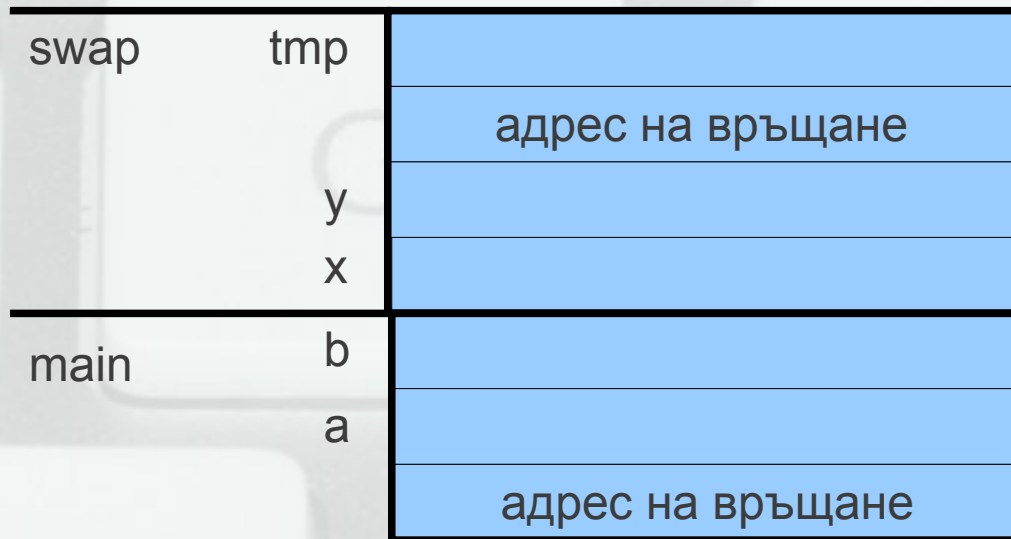 swap tmp
адрес на връщане
y
x
main b
a
адрес на връщане